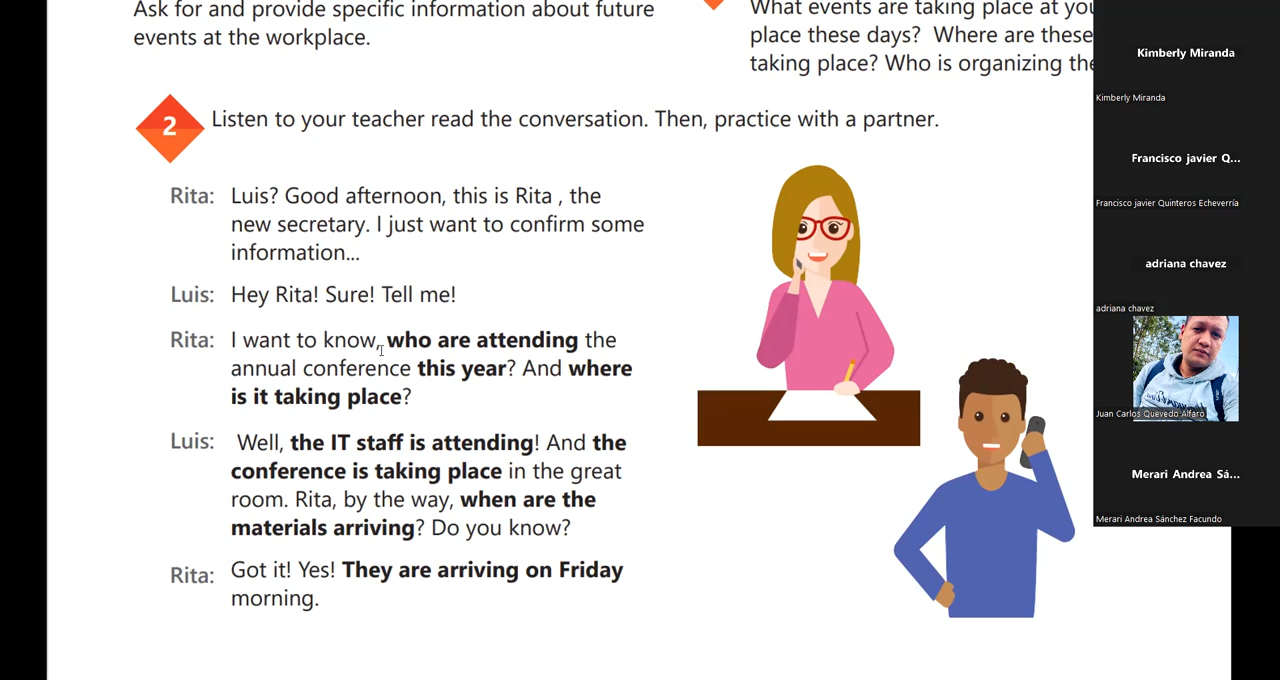 Ask for and provide specific information about future
events at the workplace.
What events are taking place at you
place these days?  Where are these
taking place? Who is organizing the
2
Listen to your teacher read the conversation. Then, practice with a partner.
Rita: Luis? Good afternoon, this is Rita , the
new secretary. I just want to confirm some
information...
Luis: Hey Rita! Sure! Tell me!
Rita: I want to know, who are attending the
annual conference this year? And where
is it taking place?
Luis: Well, the IT staff is attending! And the
conference is taking place in the great
room. Rita, by the way, when are the
materials arriving? Do you know?
Rita: Got it! Yes! They are arriving on Friday
morning.
Kimberly Miranda
Kimberly Miranda
Francisco javier Q...
Francisco javier Quinteros Echeverría
adriana chavez
adriana chavez
Juan Carlos Quevedo Alfaro
Merari Andrea Sá...
Merari Andrea Sánchez Facundo